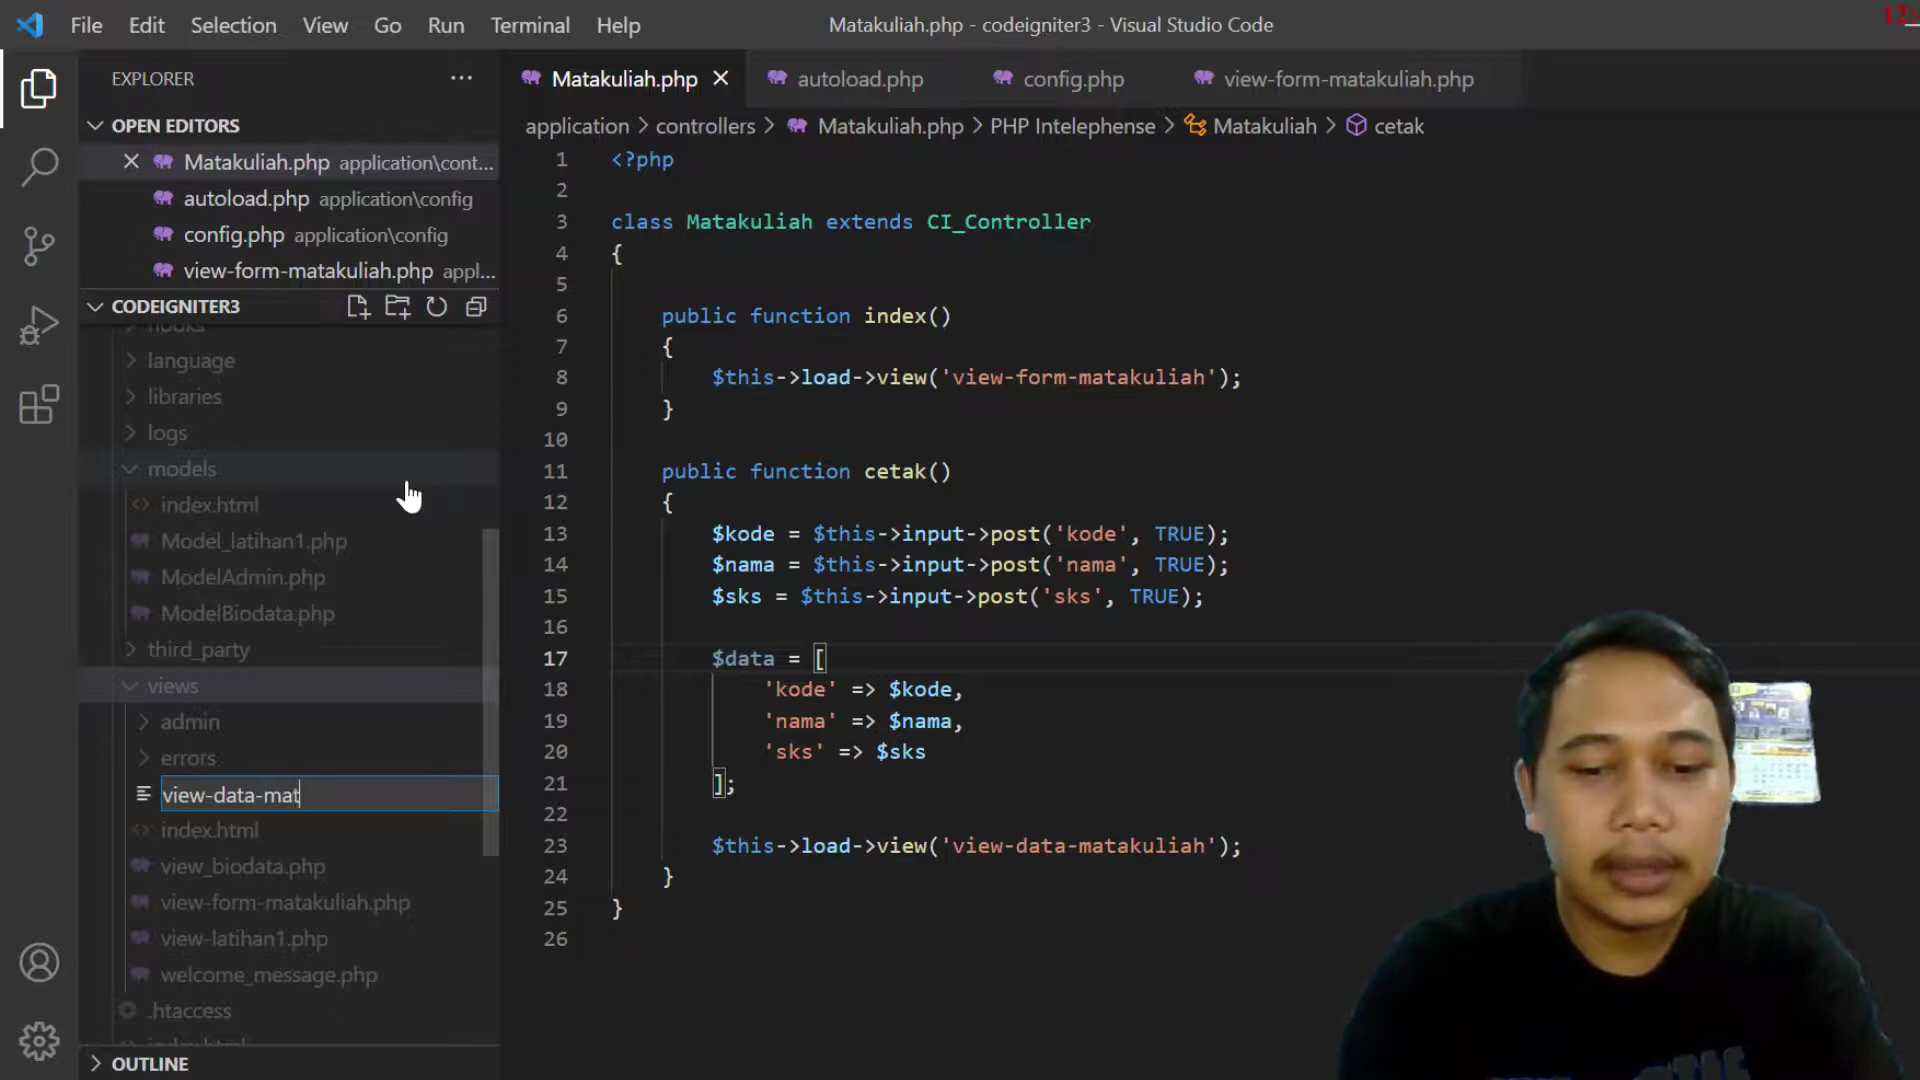 File Edit Selection View Go Run Terminal Help
Matakuliah.php - codeigniter3 - Visual Studio Code
EXPLORER
OPEN EDITORS
Matakuliah.php application\cont...
autoload.php application\config
config.php application\config
view-form-matakuliah.php appl...
CODEIGNITER3
hooks
language
libraries
logs
models
index.html
Model_latihan1.php
ModelAdmin.php
ModelBiodata.php
third_party
views
admin
errors
view-data-mat
index.html
view_biodata.php
view-form-matakuliah.php
view-latihan1.php
welcome_message.php
.htaccess
index.html
OUTLINE
Matakuliah.php autoload.php config.php view-form-matakuliah.php
application > controllers > Matakuliah.php > PHP Intelephense > Matakuliah > cetak
1 <?php
2
3 class Matakuliah extends CI_Controller
4 {
5
6 public function index()
7 {
8 $this->load->view('view-form-matakuliah');
9 }
10
11 public function cetak()
12 {
13 $kode = $this->input->post('kode', TRUE);
14 $nama = $this->input->post('nama', TRUE);
15 $sks = $this->input->post('sks', TRUE);
16
17 $data = [
18 'kode' => $kode,
19 'nama' => $nama,
20 'sks' => $sks
21 ];
22
23 $this->load->view('view-data-matakuliah');
24 }
25 }
26